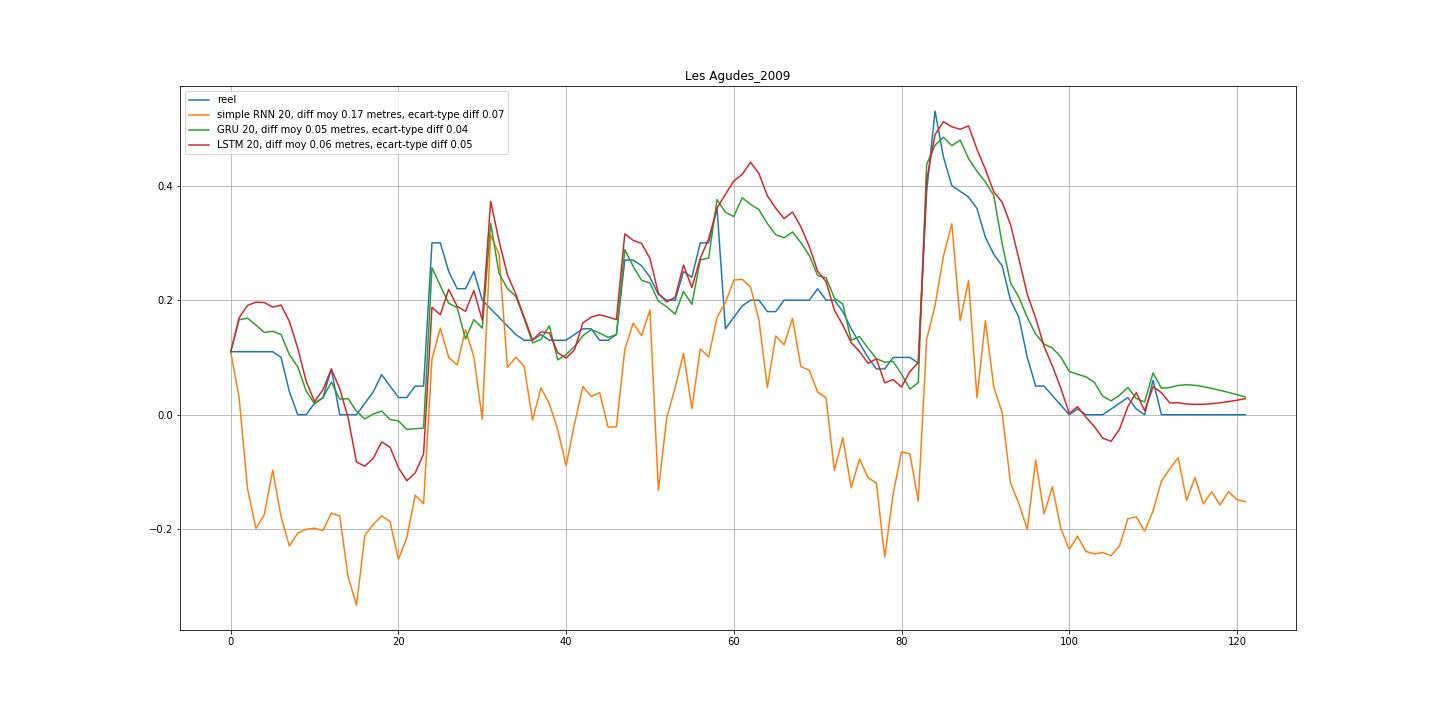 Les Agudes_2009
reel
simple RNN 20, diff moy 0.17 metres, ecart-type diff 0.07
GRU 20, diff moy 0.05 metres, ecart-type diff 0.04
LSTM 20, diff moy 0.06 metres, ecart-type diff 0.05
0.4
0.2
0.0
−0.2
0 20 40 60 80 100 120